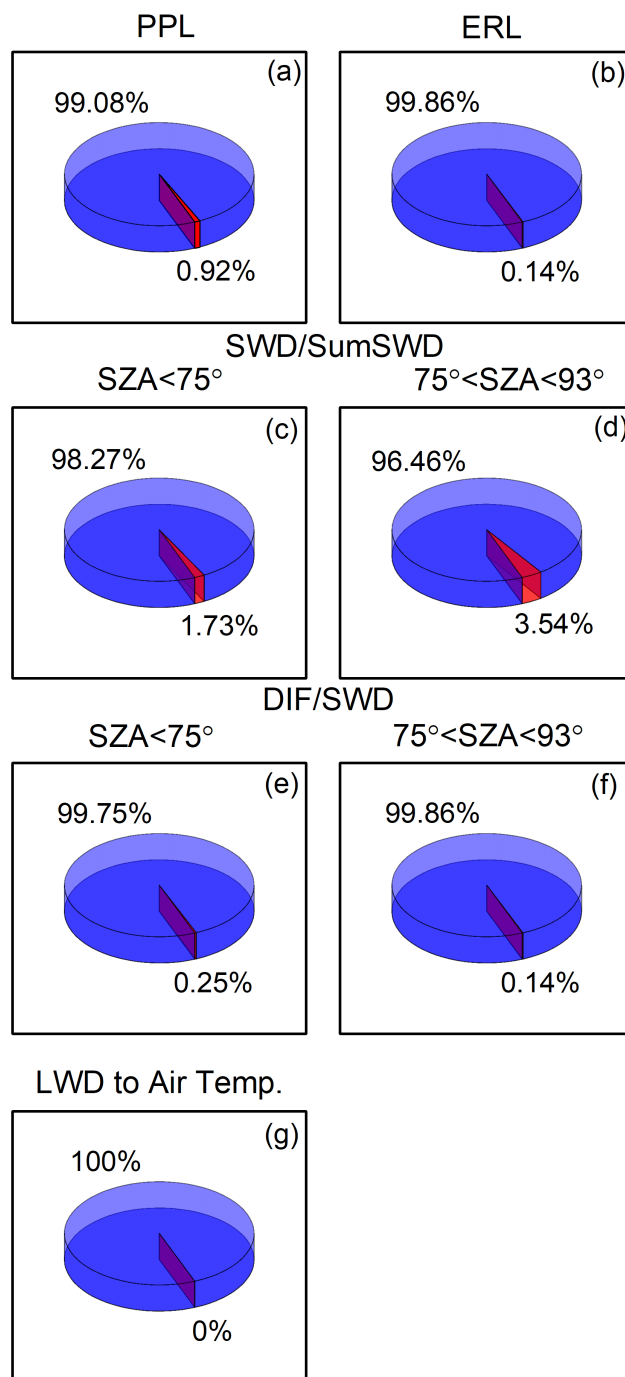 PPL ERL
(a) (b)
99.08% 99.86%
0.92% 0.14%
SWD/SumSWD
SZA<75° 75°<SZA<93°
(c) (d)
98.27% 96.46%
1.73% 3.54%
DIF/SWD
SZA<75° 75°<SZA<93°
(e) (f)
99.75% 99.86%
0.25% 0.14%
LWD to Air Temp.
(g)
100%
0%